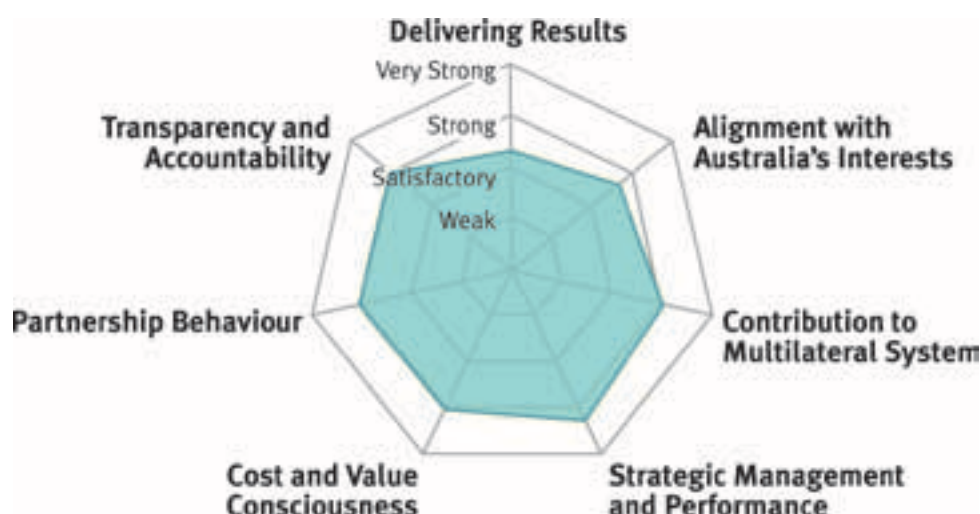 Delivering Results
Very Strong
Strong
Satisfactory
Weak
Transparency and
Accountability
Alignment with
Australia's Interests
Partnership Behaviour
Contribution to
Multilateral System
Cost and Value
Consciousness
Strategic Management
and Performance